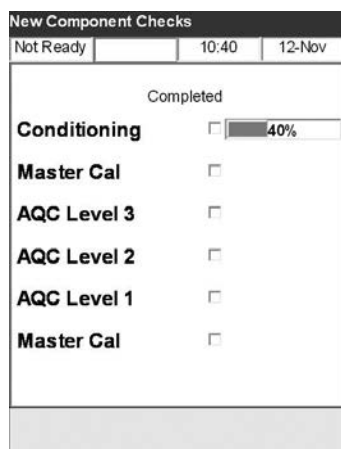 New Component Checks
Not Ready 10:40 12-Nov
Completed
Conditioning 40%
Master Cal
AQC Level 3
AQC Level 2
AQC Level 1
Master Cal